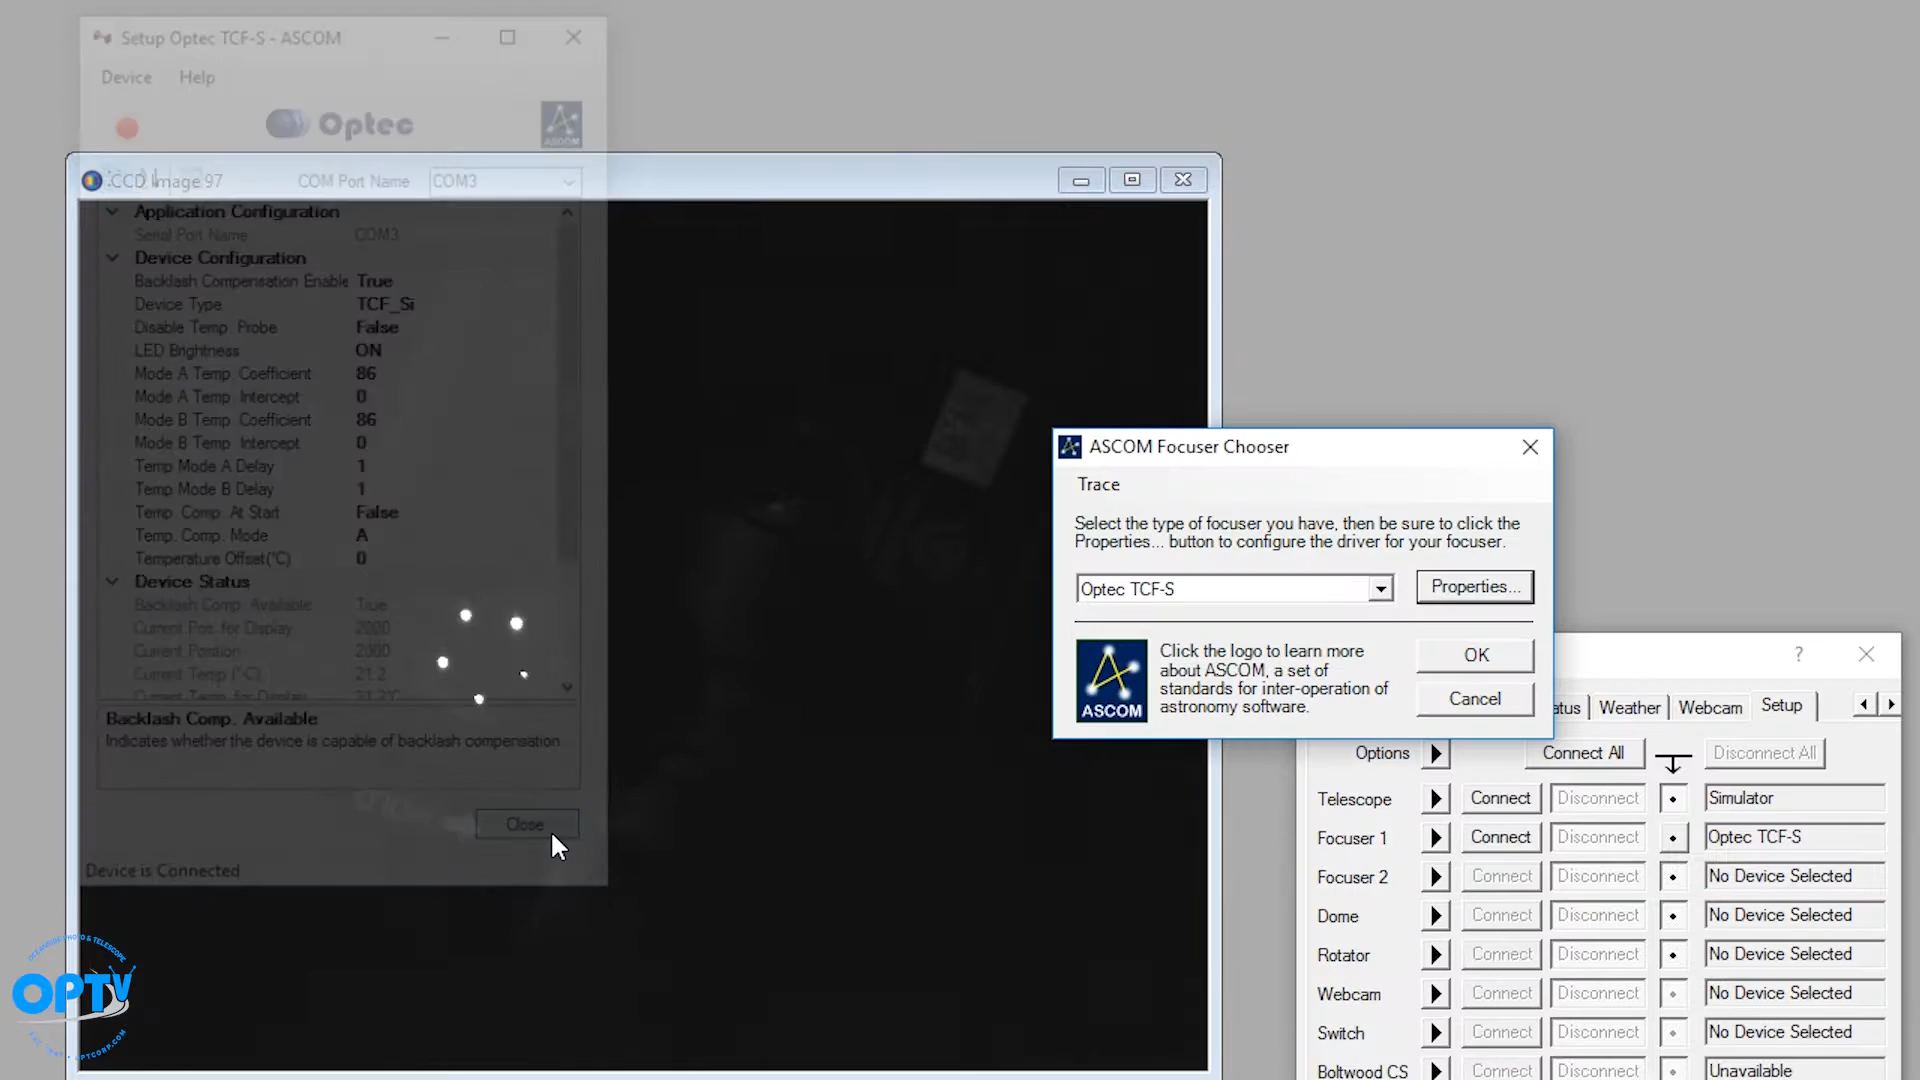 Setup Optec TCF-S - ASCOM
Device Help
Optec
ASCOM
CCD Image 97
COM Port Name COM3
Application Configuration
Serial Port Name COM3
Device Configuration
Backlash Compensation Enable True
Device Type TCF_Si
Disable Temp. Probe False
LED Brightness ON
Mode A Temp. Coefficient 86
Mode A Temp. Intercept 0
Mode B Temp. Coefficient 86
Mode B Temp. Intercept 0
Temp Mode A Delay 1
Temp Mode B Delay 1
Temp. Comp. At Start False
Temp. Comp. Mode A
Temperature Offset(°C) 0
Device Status
Backlash Comp. Available True
Current Pos. for Display 2000
Current Position 2000
Current Temp (°C) 21.2
Current Temp. for Display
Backlash Comp. Available
Indicates whether the device is capable of backlash compensation
Close
Device is Connected
ASCOM Focuser Chooser
Trace
Select the type of focuser you have, then be sure to click the
Properties... button to configure the driver for your focuser.
Optec TCF-S
Properties...
ASCOM
Click the logo to learn more
about ASCOM, a set of
standards for inter-operation of
astronomy software.
OK
Cancel
?
atus Weather Webcam Setup
Options Connect All Disconnect All
Telescope Connect Disconnect Simulator
Focuser 1 Connect Disconnect Optec TCF-S
Focuser 2 Connect Disconnect No Device Selected
Dome Connect Disconnect No Device Selected
Rotator Connect Disconnect No Device Selected
Webcam Connect Disconnect No Device Selected
Switch Connect Disconnect No Device Selected
Boltwood CS Connect Disconnect Unavailable
OCEANSIDE PHOTO & TELESCOPE
OPTV
OPTCORP.COM